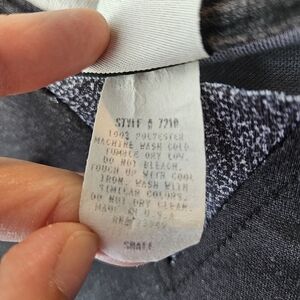 STYLE # 7210
100% POLYESTER
MACHINE WASH COLD
TUMBLE DRY LOW.
DO NOT BLEACH.
TOUCH UP WITH COOL
IRON. WASH WITH
SIMILAR COLORS.
DO NOT DRY CLEAN.
MADE IN U.S.A.
RN#
SMALL